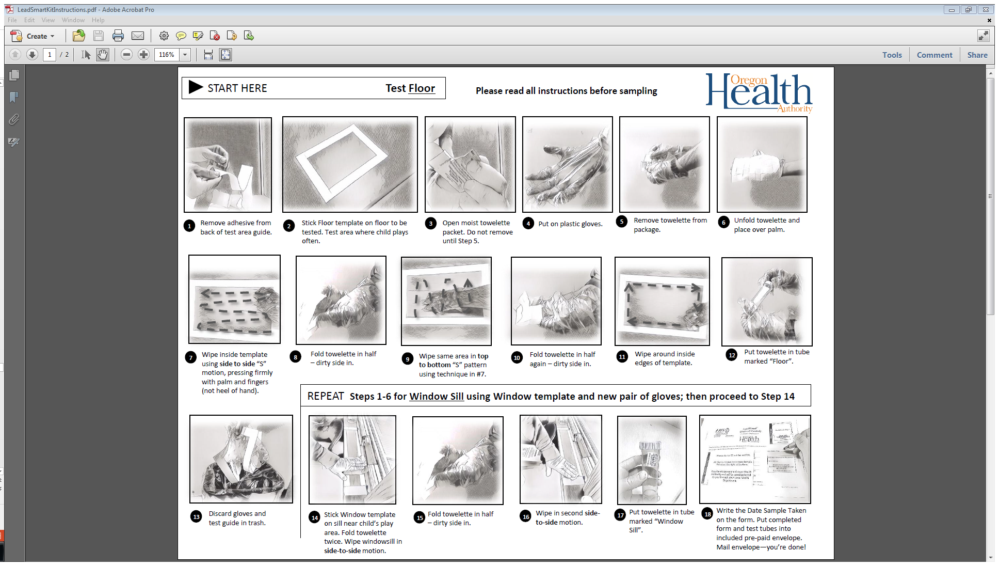 LeadSmartKitInstructions.pdf - Adobe Acrobat Pro
File Edit View Window Help
Create
1 / 2
116%
Tools Comment Share
START HERE Test Floor
Please read all instructions before sampling
Oregon
Health
Authority
1 Remove adhesive from
back of test area guide.
2 Stick Floor template on floor to be
tested. Test area where child plays
often.
3 Open moist towelette
packet. Do not remove
until Step 5.
4 Put on plastic gloves.
5 Remove towelette from
package.
6 Unfold towelette and
place over palm.
7 Wipe inside template
using side to side “S”
motion, pressing firmly
with palm and fingers
(not heel of hand).
8 Fold towelette in half
– dirty side in.
9 Wipe same area in top
to bottom “S” pattern
using technique in #7.
10 Fold towelette in half
again – dirty side in.
11 Wipe around inside
edges of template.
12 Put towelette in tube
marked “Floor”.
REPEAT Steps 1-6 for Window Sill using Window template and new pair of gloves; then proceed to Step 14
13 Discard gloves and
test guide in trash.
14 Stick Window template
on sill near child’s play
area. Fold towelette
twice. Wipe windowsill in
side-to-side motion.
15 Fold towelette in half
– dirty side in.
16 Wipe in second side-
to-side motion.
17 Put towelette in tube
marked “Window
Sill”.
Health
18 Write the Date Sample Taken
on the form. Put completed
form and test tubes into
included pre-paid envelope.
Mail envelope—you’re done!